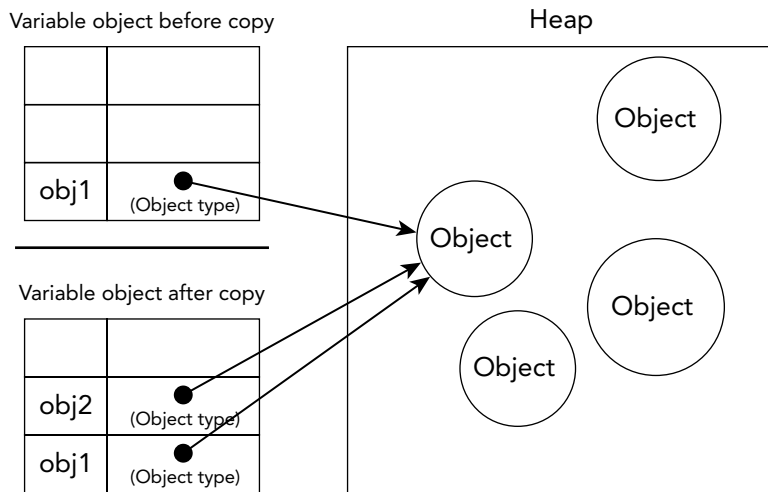 Variable object before copy
Heap
Object
obj1
(Object type)
Object
Variable object after copy
Object
Object
obj2
(Object type)
obj1
(Object type)